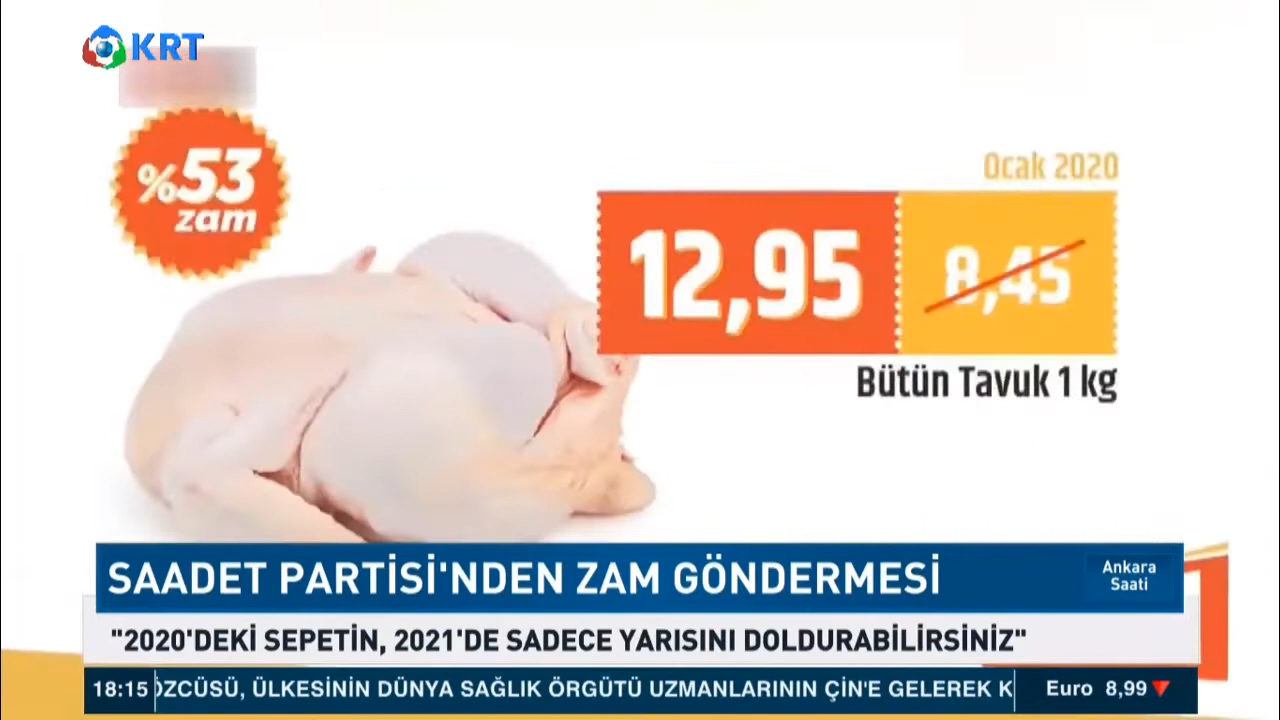 KRT
%53
zam
Ocak 2020
12,95
8,45
Bütün Tavuk 1 kg
SAADET PARTİSİ'NDEN ZAM GÖNDERMESİ
Ankara
Saati
"2020'DEKİ SEPETİN, 2021'DE SADECE YARISINI DOLDURABİLİRSİNİZ"
18:15 ÖZCÜSÜ, ÜLKESİNİN DÜNYA SAĞLIK ÖRGÜTÜ UZMANLARININ ÇİN'E GELEREK K Euro 8,99